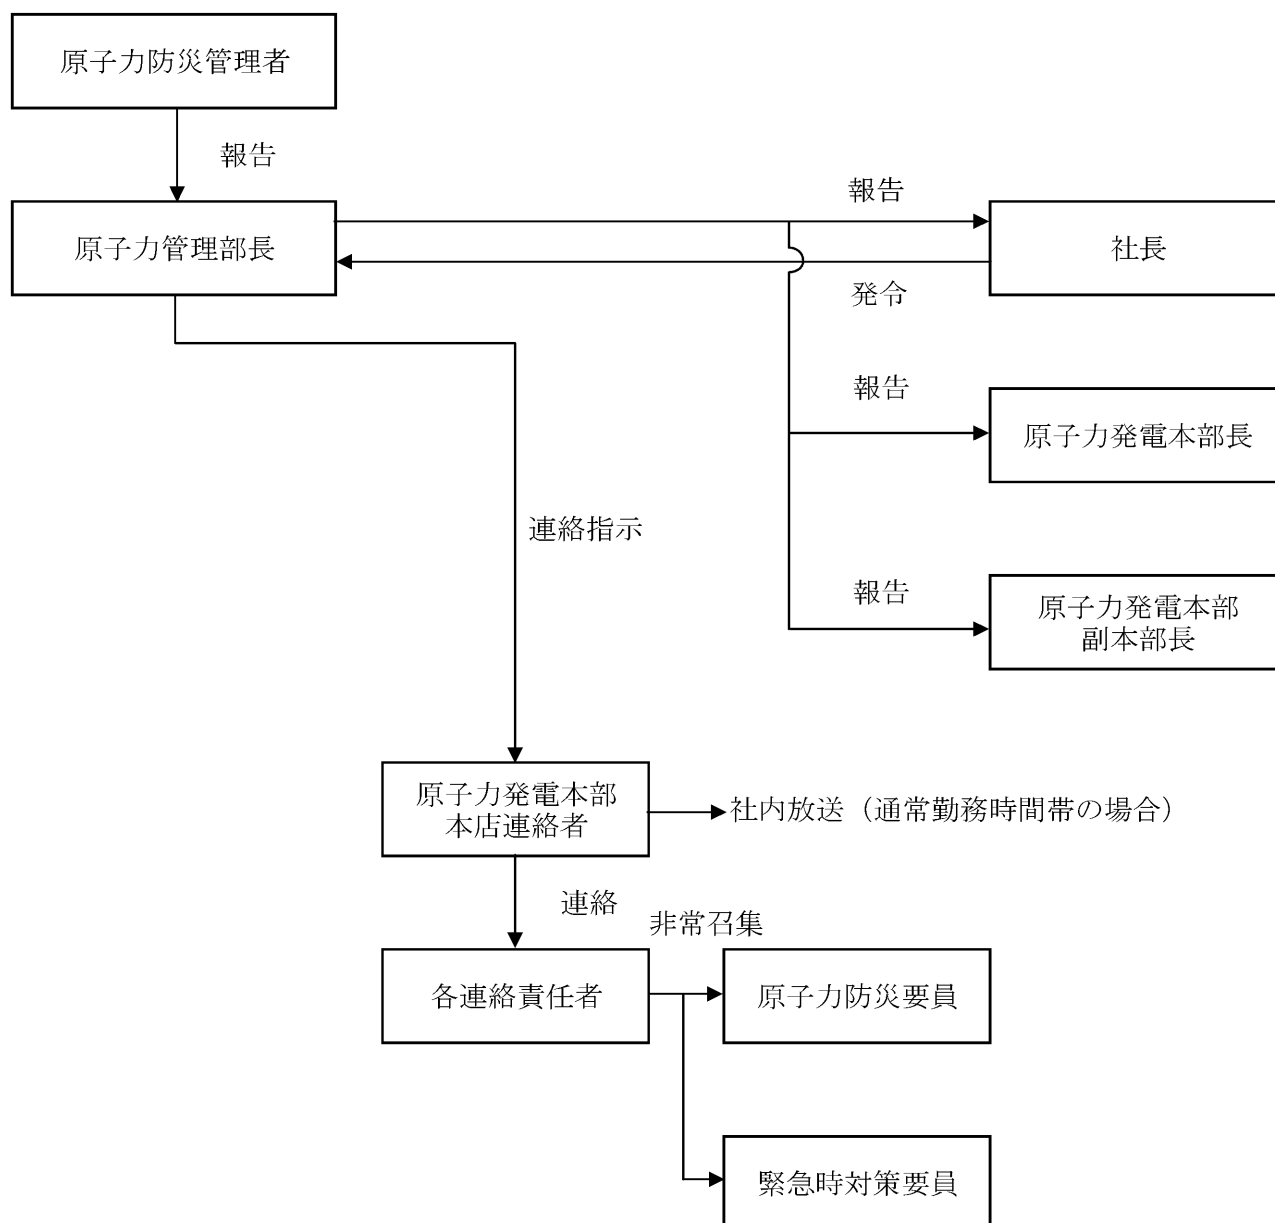 原子力防災管理者
報告
報告
原子力管理部長
社長
発令
報告
原子力発電本部長
連絡指示
報告
原子力発電本部
副本部長
原子力発電本部
本店連絡者
社内放送（通常勤務時間帯の場合）
連絡
非常召集
各連絡責任者
原子力防災要員
緊急時対策要員